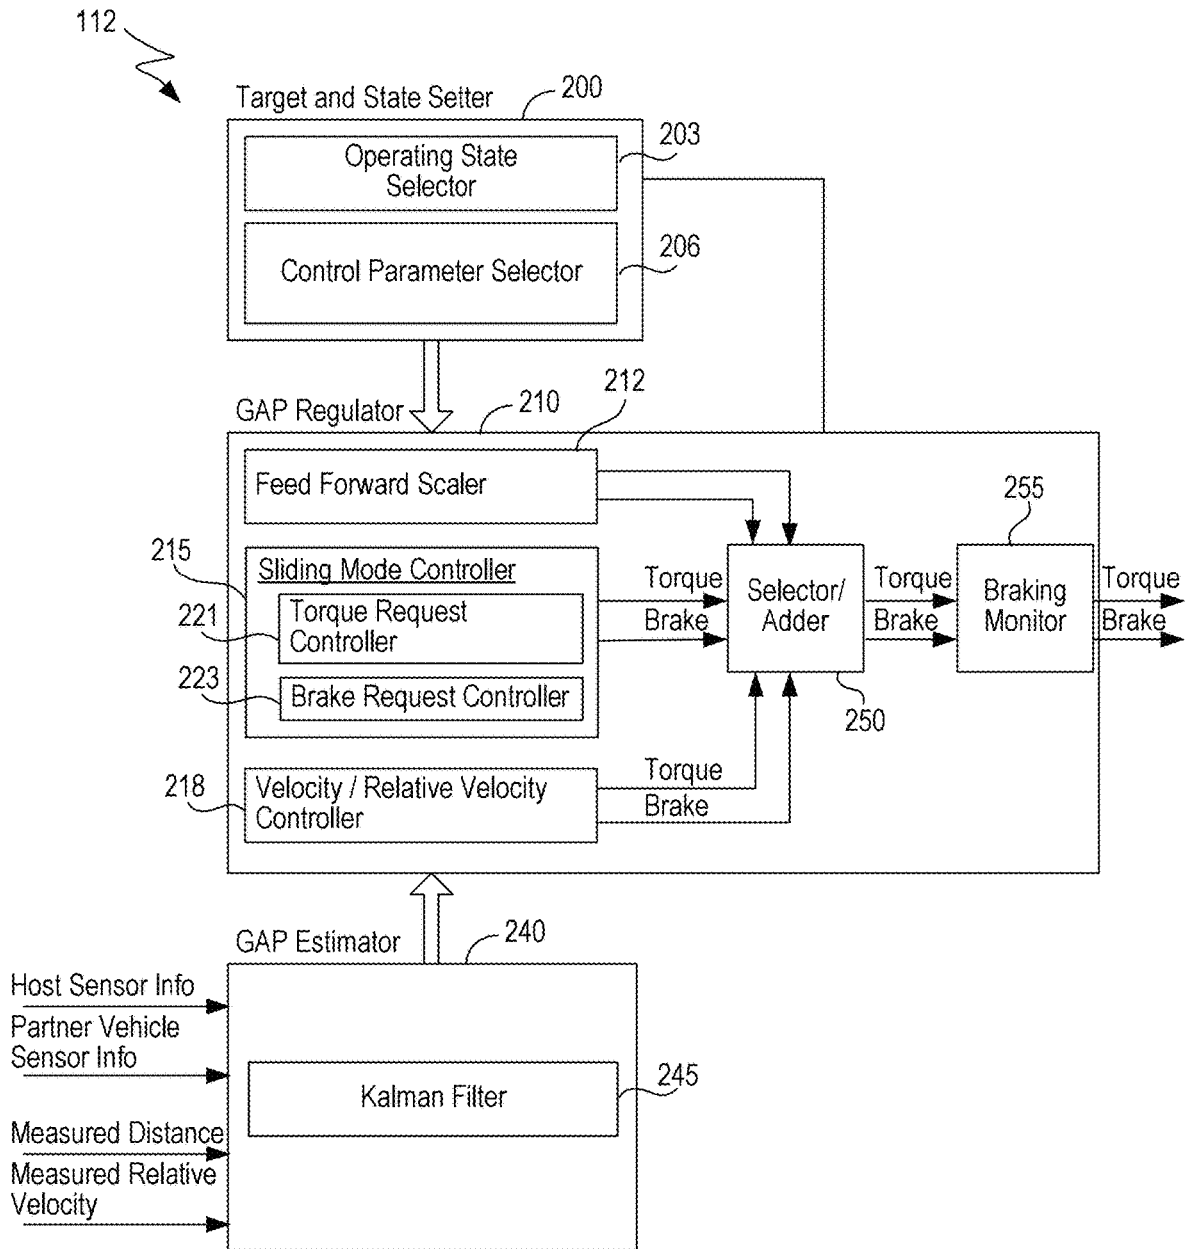 112
Target and State Setter
200
Operating State
Selector
203
Control Parameter Selector
206
GAP Regulator
210
212
Feed Forward Scaler
215
Sliding Mode Controller
221
Torque Request
Controller
223
Brake Request Controller
218
Velocity / Relative Velocity
Controller
Torque
Brake
Torque
Brake
Selector/
Adder
250
Torque
Brake
255
Braking
Monitor
Torque
Brake
GAP Estimator
240
Host Sensor Info
Partner Vehicle
Sensor Info
Measured Distance
Measured Relative
Velocity
Kalman Filter
245